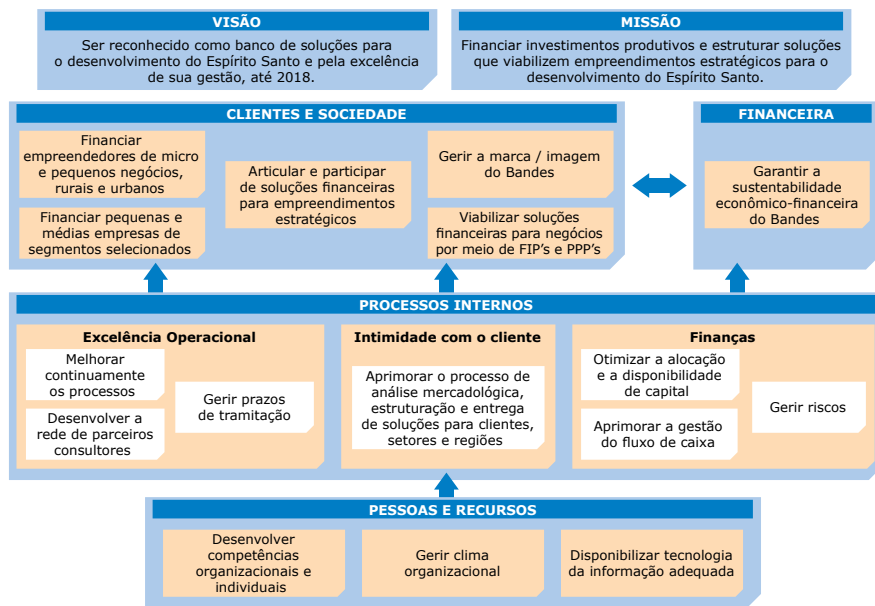 VISÃO
Ser reconhecido como banco de soluções para
o desenvolvimento do Espírito Santo e pela excelência
de sua gestão, até 2018.
MISSÃO
Financiar investimentos produtivos e estruturar soluções
que viabilizem empreendimentos estratégicos para o
desenvolvimento do Espírito Santo.
CLIENTES E SOCIEDADE
Financiar
empreendedores de micro
e pequenos negócios,
rurais e urbanos
Financiar pequenas e
médias empresas de
segmentos selecionados
Articular e participar
de soluções financeiras
para empreendimentos
estratégicos
Gerir a marca / imagem
do Bandes
Viabilizar soluções
financeiras para negócios
por meio de FIP's e PPP's
FINANCEIRA
Garantir a
sustentabilidade
econômico-financeira
do Bandes
PROCESSOS INTERNOS
Excelência Operacional
Melhorar
continuamente
os processos
Desenvolver a
rede de parceiros
consultores
Gerir prazos
de tramitação
Intimidade com o cliente
Aprimorar o processo de
análise mercadológica,
estruturação e entrega
de soluções para clientes,
setores e regiões
Finanças
Otimizar a alocação
e a disponibilidade
de capital
Aprimorar a gestão
do fluxo de caixa
Gerir riscos
PESSOAS E RECURSOS
Desenvolver
competências
organizacionais e
individuais
Gerir clima
organizacional
Disponibilizar tecnologia
da informação adequada